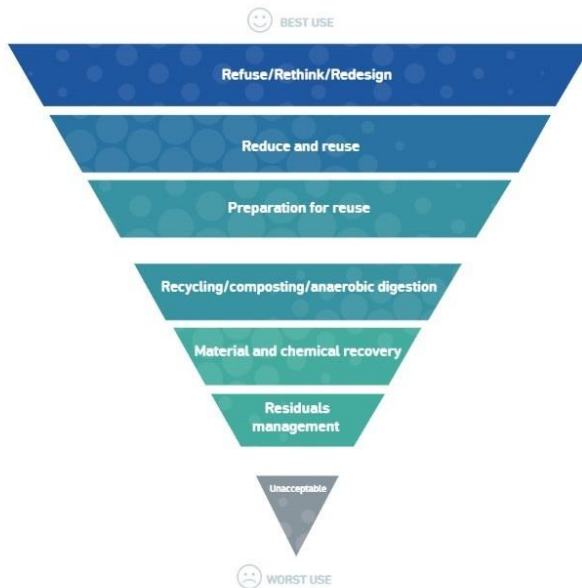 BEST USE
Refuse/Rethink/Redesign
Reduce and reuse
Preparation for reuse
Recycling/composting/anaerobic digestion
Material and chemical recovery
Residuals
management
Unacceptable
WORST USE